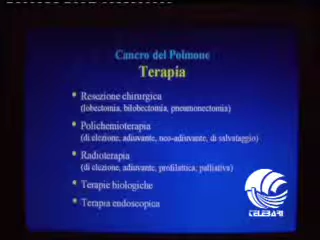 Cancro del Polmone
Terapia
• Resezione chirurgica
(lobectomia, bilobectomia, pneumonectomia)
• Polichemioterapia
(di elezione, adiuvante, neo-adiuvante, di salvataggio)
• Radioterapia
(di elezione, adiuvante, profilattica, palliativa)
• Terapie biologiche
• Terapia endoscopica
TELEBARI